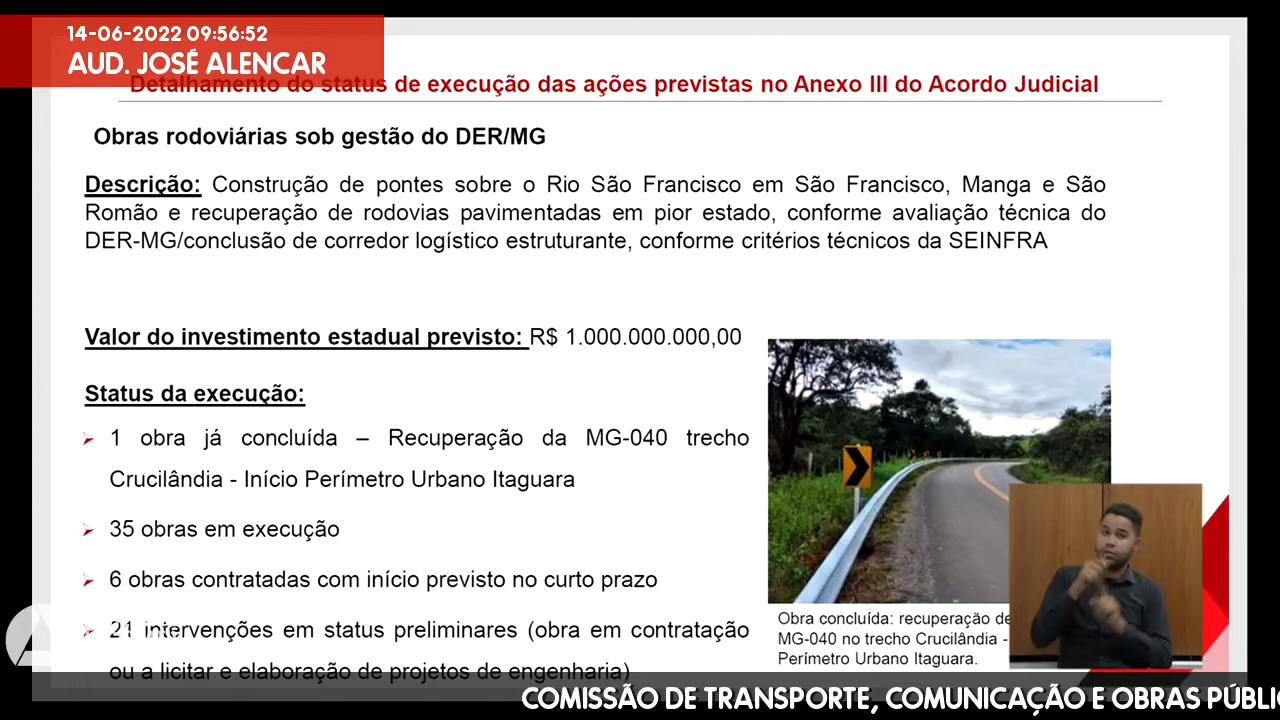 14-06-2022 09:56:52
AUD. JOSÉ ALENCAR
Detalhamento do status de execução das ações previstas no Anexo III do Acordo Judicial
Obras rodoviárias sob gestão do DER/MG
Descrição: Construção de pontes sobre o Rio São Francisco em São Francisco, Manga e São
Romão e recuperação de rodovias pavimentadas em pior estado, conforme avaliação técnica do
DER-MG/conclusão de corredor logístico estruturante, conforme critérios técnicos da SEINFRA
Valor do investimento estadual previsto: R$ 1.000.000.000,00
Status da execução:
1 obra já concluída – Recuperação da MG-040 trecho
Crucilândia - Início Perímetro Urbano Itaguara
35 obras em execução
6 obras contratadas com início previsto no curto prazo
intervenções em status preliminares (obra em contratação
ou a licitar e elaboração de projetos de engenharia)
Obra concluída: recuperação de
MG-040 no trecho Crucilândia -
Perímetro Urbano Itaguara.
COMISSÃO DE TRANSPORTE, COMUNICAÇÃO E OBRAS PÚBLI